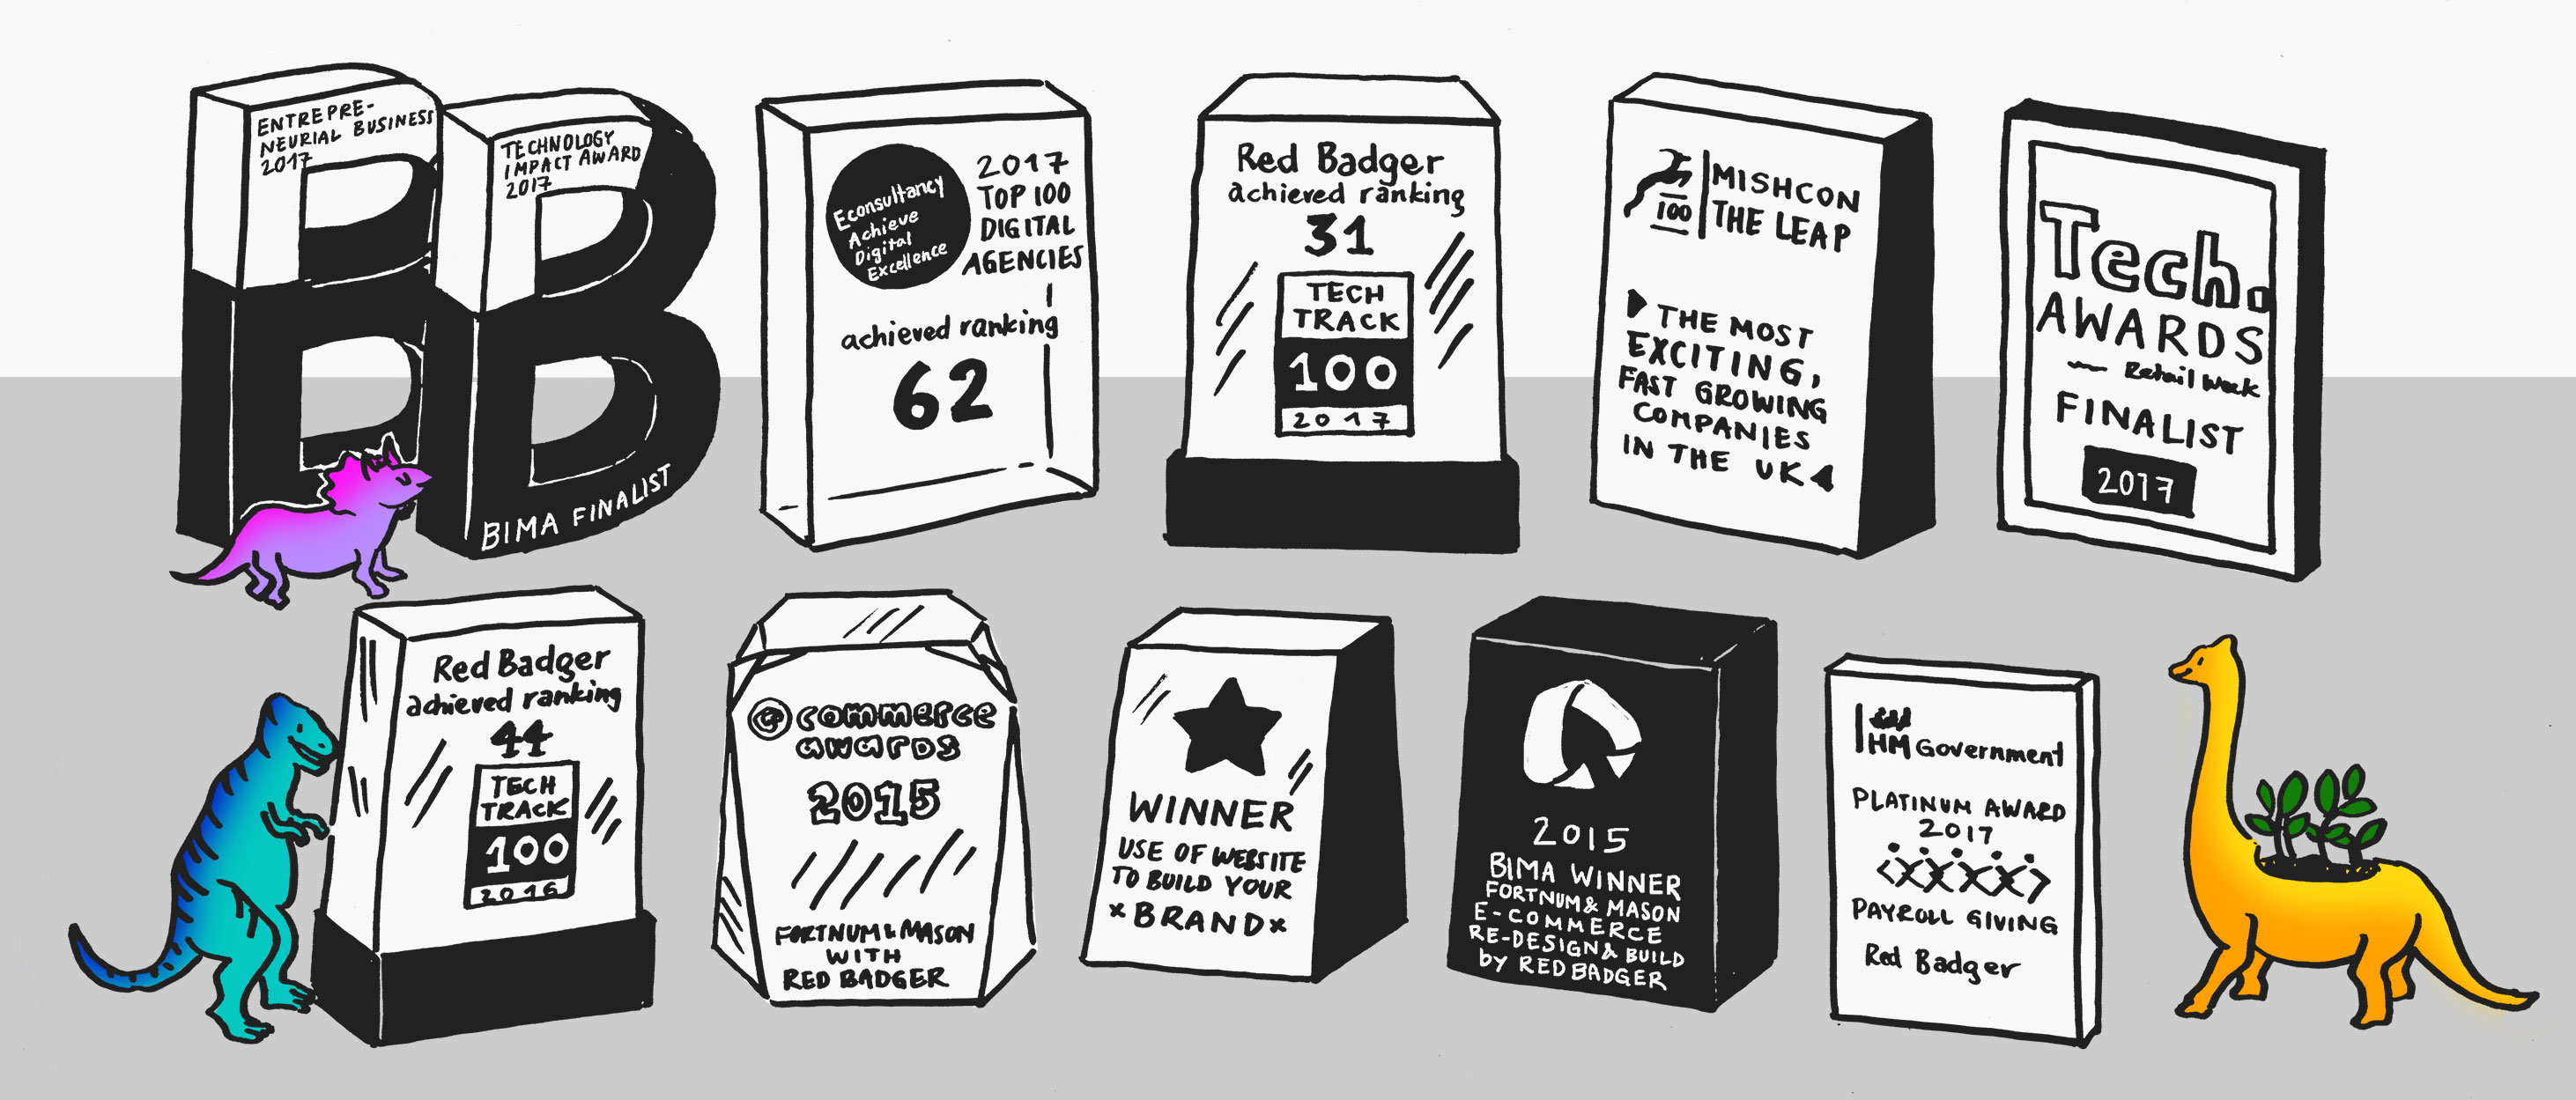 ENTREPRE-
NEURIAL BUSINESS
2017
TECHNOLOGY
IMPACT AWARD
2017
BIMA FINALIST
Econsultancy
Achieve
Digital
Excellence
2017
TOP 100
DIGITAL
AGENCIES
achieved ranking
62
Red Badger
achieved ranking
31
TECH
TRACK
100
2017
100
MISHCON
THE LEAP
THE MOST
EXCITING,
FAST GROWING
COMPANIES
IN THE UK
Tech.
AWARDS
Retail Week
FINALIST
2017
Red Badger
achieved ranking
44
TECH
TRACK
100
2016
@commerce
awards
2015
FORTNUM & MASON
WITH
RED BADGER
WINNER
USE OF WEBSITE
TO BUILD YOUR
*BRAND*
2015
BIMA WINNER
FORTNUM & MASON
E-COMMERCE
RE-DESIGN & BUILD
by RED BADGER
HM Government
PLATINUM AWARD
2017
PAYROLL GIVING
Red Badger